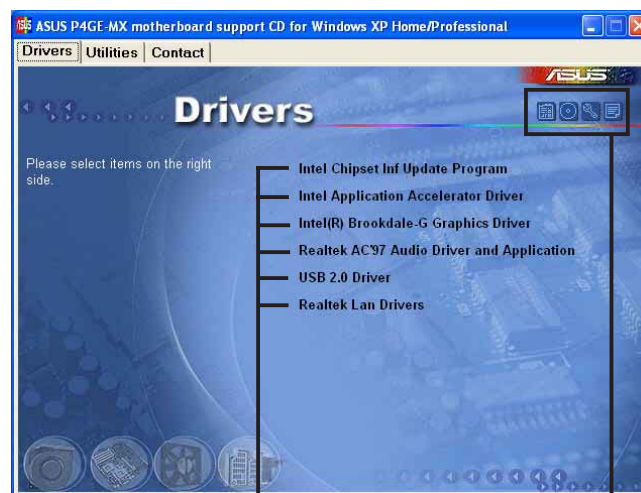 ASUS P4GE-MX motherboard support CD for Windows XP Home/Professional
Drivers Utilities Contact
ASUS
Drivers
Please select items on the right
side.
Intel Chipset Inf Update Program
Intel Application Accelerator Driver
Intel(R) Brookdale-G Graphics Driver
Realtek AC'97 Audio Driver and Application
USB 2.0 Driver
Realtek Lan Drivers